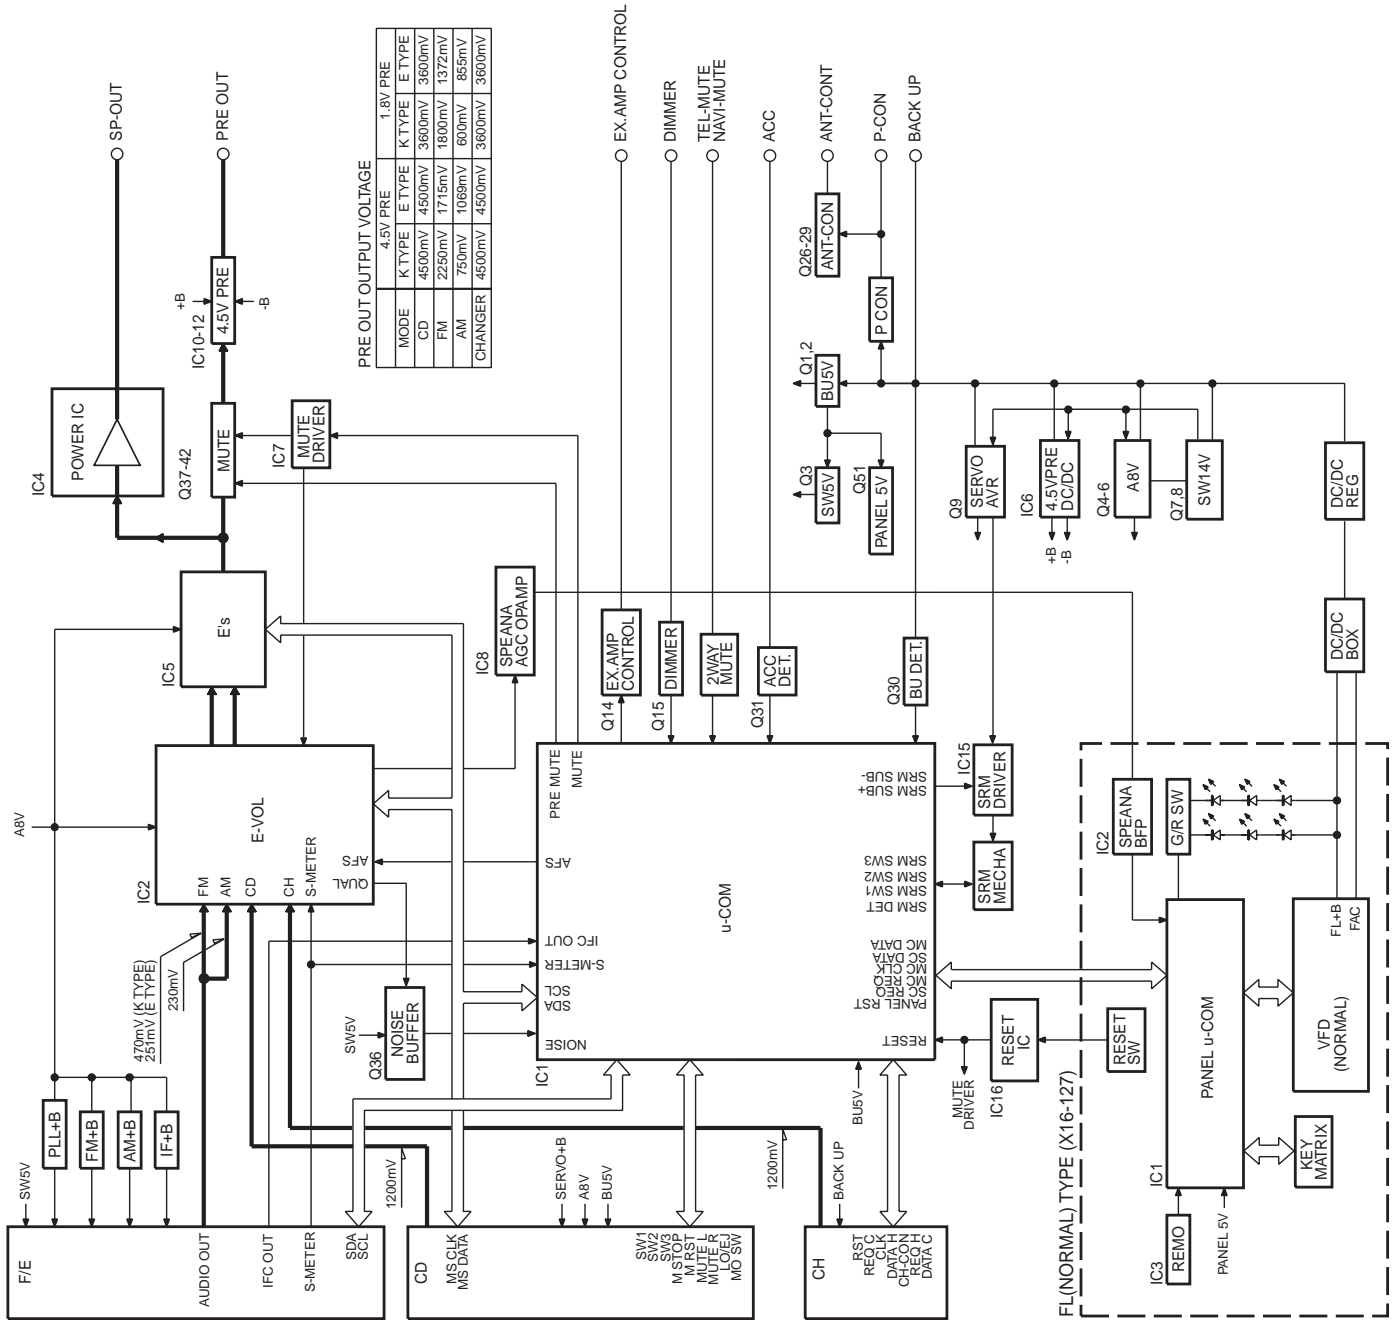 SP-OUT
PRE OUT
EX.AMP CONTROL
DIMMER
TEL-MUTE
NAVI-MUTE
ACC
ANT-CONT
P-CON
BACK UP
PRE OUT OUTPUT VOLTAGE
4.5V PRE 1.8V PRE
MODE K TYPE E TYPE K TYPE E TYPE
CD 4500mV 4500mV 3600mV 3600mV
FM 2250mV 1715mV 1800mV 1372mV
AM 750mV 1069mV 600mV 855mV
CHANGER 4500mV 4500mV 3600mV 3600mV
IC4
POWER IC
IC10-12
4.5V PRE
+B
-B
Q37-42
MUTE
IC7
MUTE
DRIVER
IC5
E's
IC8
SPEANA
AGC OPAMP
Q14
EX.AMP
CONTROL
Q15
DIMMER
2WAY
MUTE
Q31
ACC
DET.
Q30
BU DET.
Q26-29
ANT-CON
P CON
Q1,2
BU5V
Q3
SW5V
Q51
PANEL 5V
Q9
SERVO
AVR
IC6
4.5VPRE
DC/DC
+B
-B
Q4-6
A8V
Q7,8
SW14V
DC/DC
REG
DC/DC
BOX
A8V
IC2
E-VOL
FM
AM
CD
CH
S-METER
AFS
QUAL
470mV (K TYPE)
251mV (E TYPE)
230mV
SW5V
Q36
NOISE
BUFFER
IC1
u-COM
PRE MUTE
MUTE
AFS
IFC OUT
S-METER
SCL
SDA
NOISE
SRM SUB-
SRM SUB+
SRM SW3
SRM SW2
SRM SW1
SRM DET
MC DATA
SC DATA
MC CLK
MC REQ
SC REQ
PANEL RST
RESET
IC15
SRM
DRIVER
SRM
MECHA
BU5V
MUTE
DRIVER
IC16
RESET
IC
SW5V
PLL+B
FM+B
AM+B
IF+B
F/E
AUDIO OUT
IFC OUT
S-METER
SDA
SCL
1200mV
CD
MS CLK
MS DATA
SERVO+B
A8V
BU5V
SW1
SW2
SW3
M STOP
M RST
MUTE L
MUTE R
LO/EJ
MO SW
1200mV
CH
BACK UP
RST
REQ C
CLK
DATA H
CH-CON
REQ H
DATA C
FL(NORMAL) TYPE (X16-127)
IC2
SPEANA
BFP
G/R SW
RESET
SW
IC1
PANEL u-COM
FL+B
FAC
VFD
(NORMAL)
KEY
MATRIX
IC3
REMO
PANEL 5V